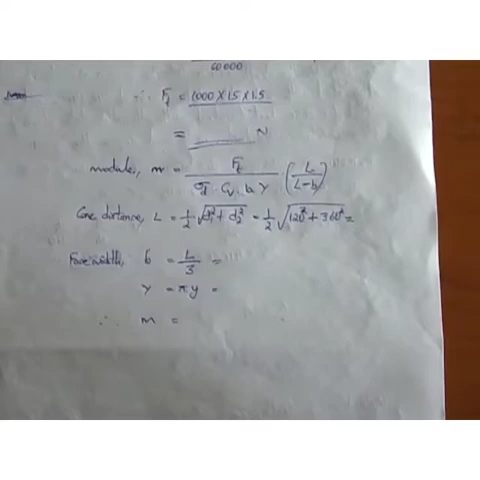 60000
∴ Ft = 1000 X 1.5 X 1.5
= ______ N
module, m = Ft / (σd · Cv · b · Y) (L / (L-b))
Cone distance, L = 1/2 √(d1² + d2²) = 1/2 √(120² + 360²) =
Face width, b = L/3 =
Y = πy =
∴ m =